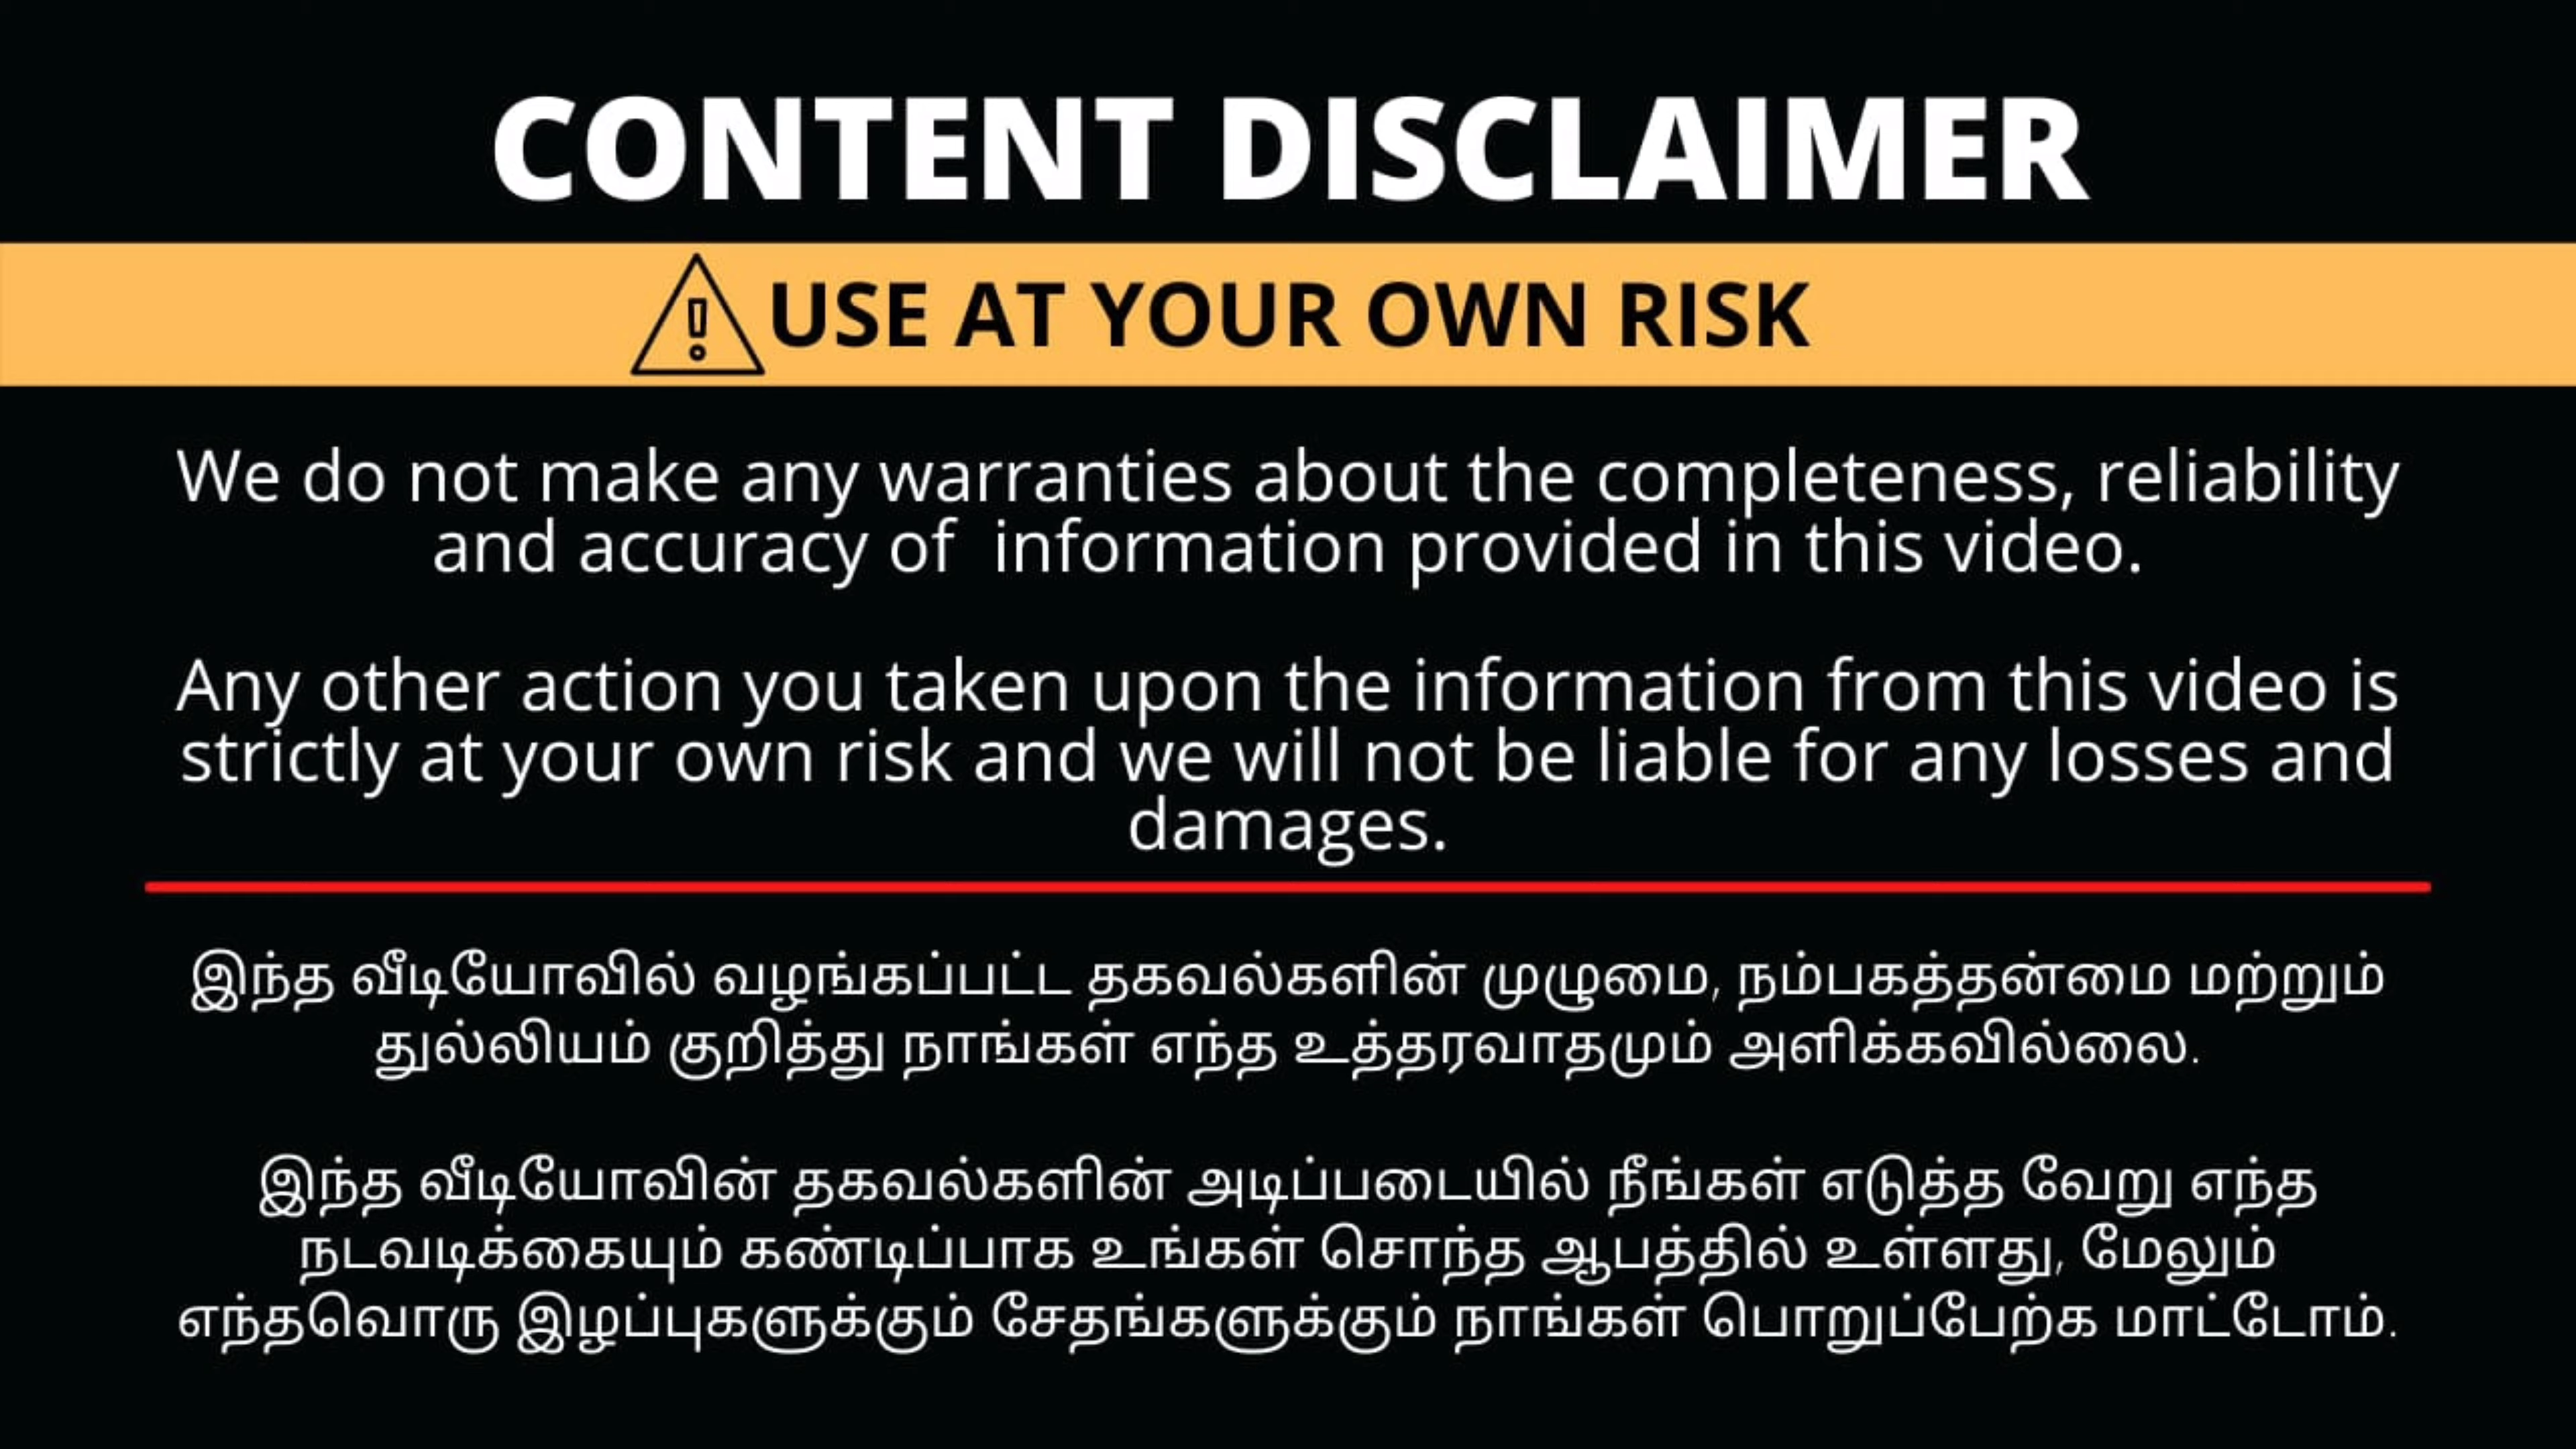 CONTENT DISCLAIMER
USE AT YOUR OWN RISK
We do not make any warranties about the completeness, reliability
and accuracy of  information provided in this video.
Any other action you taken upon the information from this video is
strictly at your own risk and we will not be liable for any losses and
damages.
இந்த வீடியோவில் வழங்கப்பட்ட தகவல்களின் முழுமை, நம்பகத்தன்மை மற்றும்
துல்லியம் குறித்து நாங்கள் எந்த உத்தரவாதமும் அளிக்கவில்லை.
இந்த வீடியோவின் தகவல்களின் அடிப்படையில் நீங்கள் எடுத்த வேறு எந்த
நடவடிக்கையும் கண்டிப்பாக உங்கள் சொந்த ஆபத்தில் உள்ளது, மேலும்
எந்தவொரு இழப்புகளுக்கும் சேதங்களுக்கும் நாங்கள் பொறுப்பேற்க மாட்டோம்.